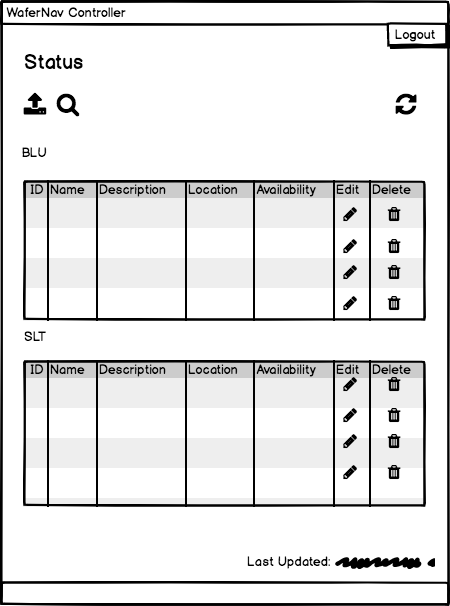 WaferNav Controller
Logout
Status
BLU
ID Name Description Location Availability Edit Delete
SLT
ID Name Description Location Availability Edit Delete
Last Updated: